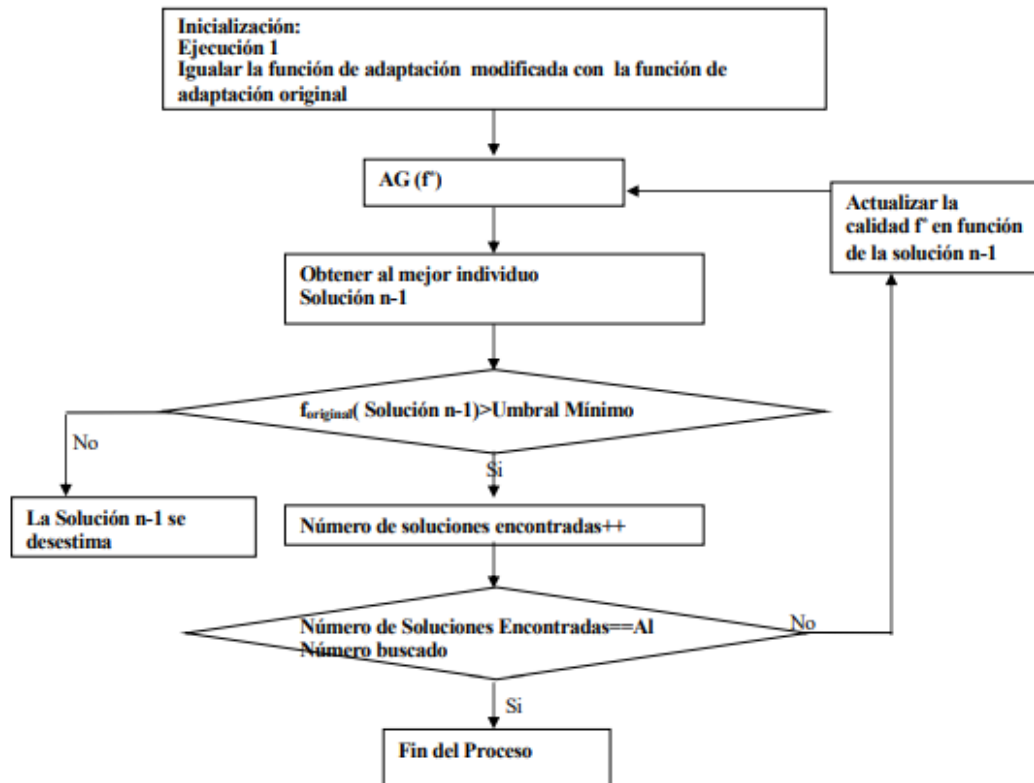 Inicialización:
Ejecución 1
Igualar la función de adaptación modificada con la función de
adaptación original
AG (f')
Actualizar la
calidad f' en función
de la solución n-1
Obtener al mejor individuo
Solución n-1
foriginal( Solución n-1)>Umbral Mínimo
No
Si
La Solución n-1 se
desestima
Número de soluciones encontradas++
Número de Soluciones Encontradas==Al
Número buscado
No
Si
Fin del Proceso